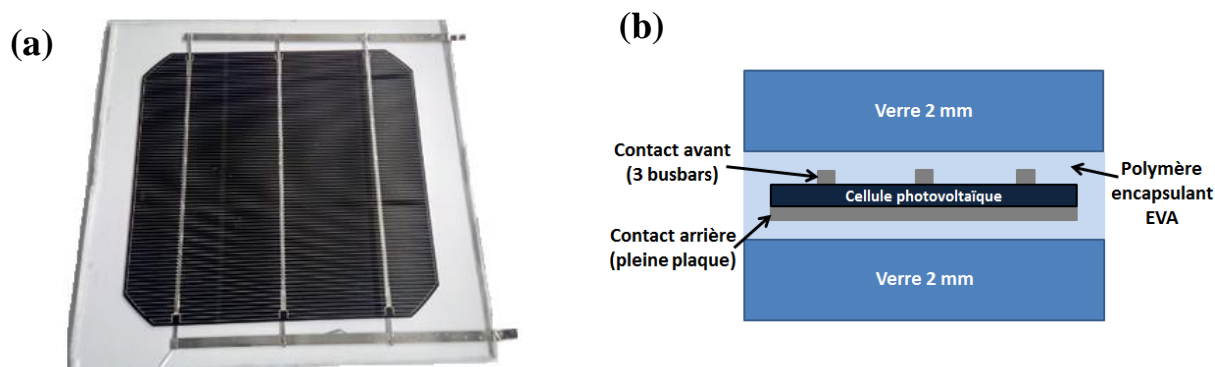 (a)
(b)
Verre 2 mm
Contact avant
(3 busbars)
Polymère
encapsulant
EVA
Cellule photovoltaïque
Contact arrière
(pleine plaque)
Verre 2 mm